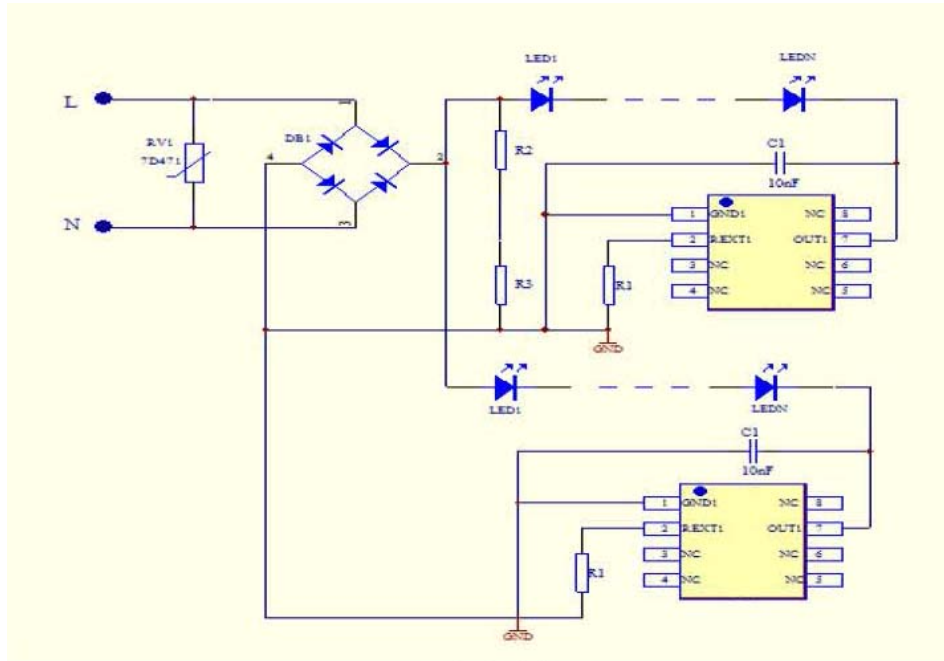 LED1 LEDN
L
RV1
7D471
DB1
1
4 2
3
N
R2
R3
C1
10nF
1 GND1 NC 8
2 REXT1 OUT1 7
3 NC NC 6
4 NC NC 5
R1
GND
LED1 LEDN
C1
10nF
1 GND1 NC 8
2 REXT1 OUT1 7
3 NC NC 6
4 NC NC 5
R1
GND